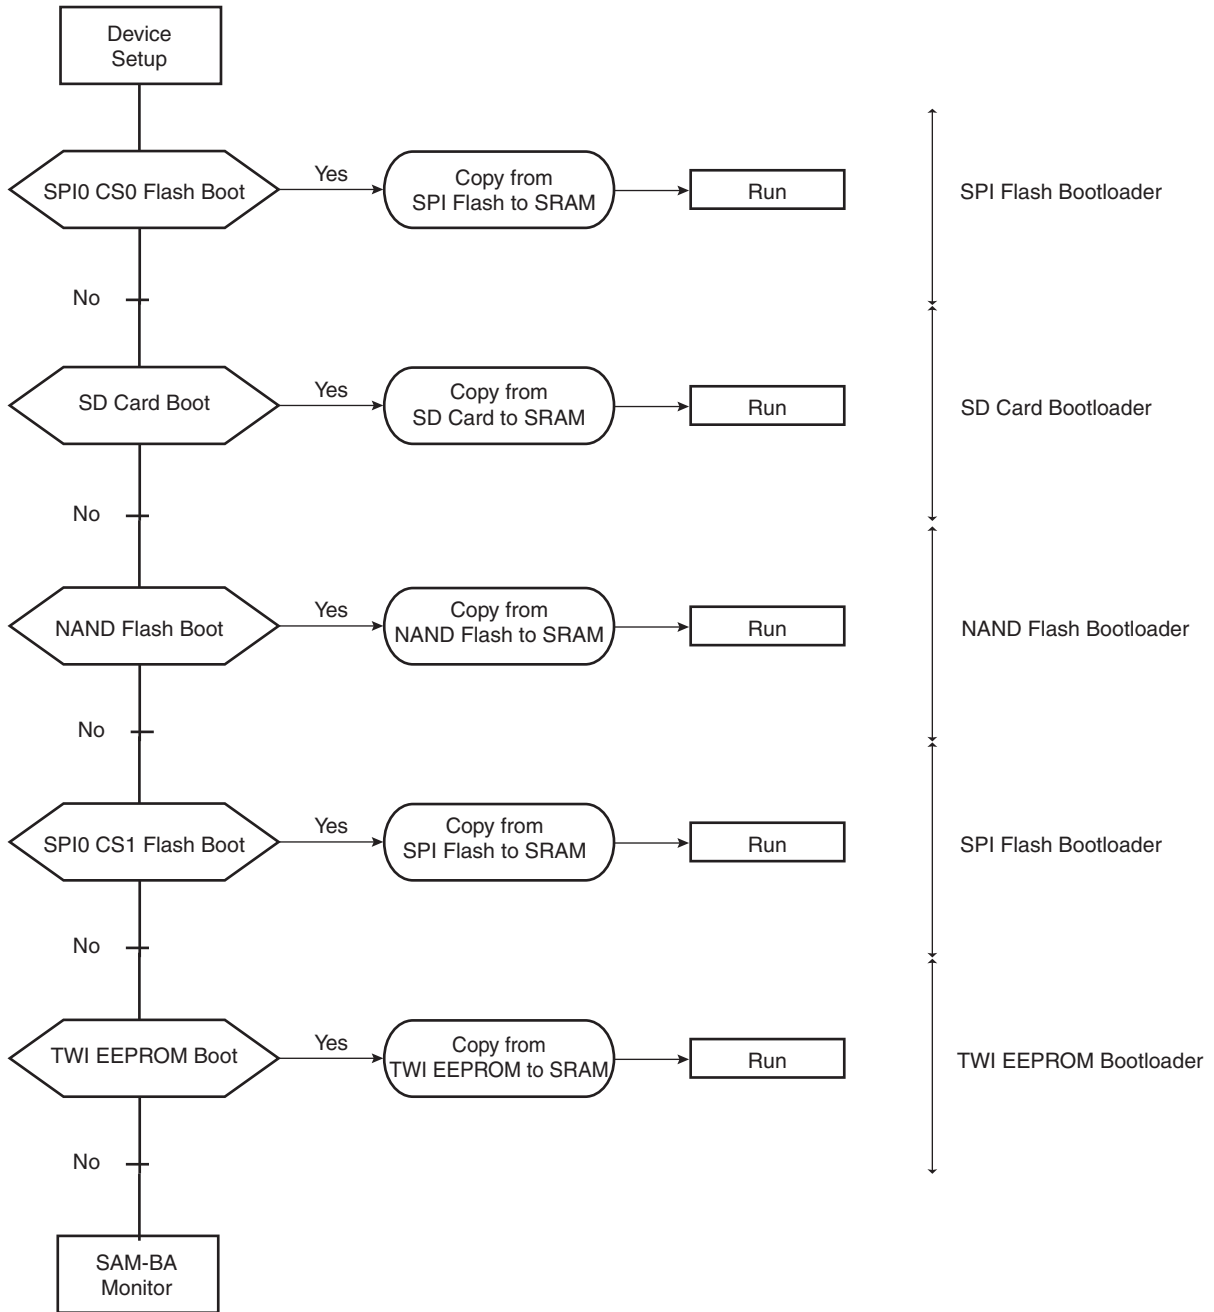 Device
Setup
SPI0 CS0 Flash Boot
Yes
Copy from
SPI Flash to SRAM
Run
SPI Flash Bootloader
No
SD Card Boot
Yes
Copy from
SD Card to SRAM
Run
SD Card Bootloader
No
NAND Flash Boot
Yes
Copy from
NAND Flash to SRAM
Run
NAND Flash Bootloader
No
SPI0 CS1 Flash Boot
Yes
Copy from
SPI Flash to SRAM
Run
SPI Flash Bootloader
No
TWI EEPROM Boot
Yes
Copy from
TWI EEPROM to SRAM
Run
TWI EEPROM Bootloader
No
SAM-BA
Monitor